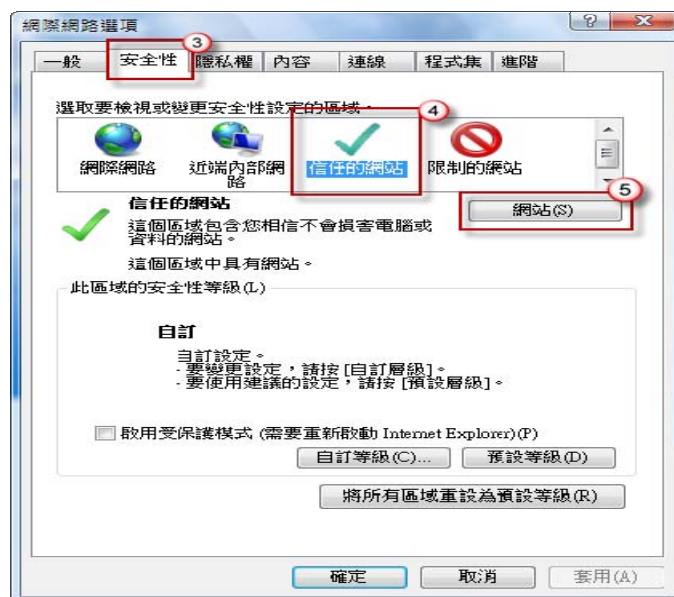 網際網路選項
③
一般 安全性 隱私權 內容 連線 程式集 進階
選取要檢視或變更安全性設定的區域。
④
網際網路 近端內部網路 信任的網站 限制的網站
⑤
信任的網站
網站(S)
這個區域包含您相信不會損害電腦或
資料的網站。
這個區域中具有網站。
此區域的安全性等級(L)
自訂
自訂設定。
- 要變更設定，請按 [自訂層級]。
- 要使用建議的設定，請按 [預設層級]。
啟用受保護模式 (需要重新啟動 Internet Explorer)(P)
自訂等級(C)... 預設等級(D)
將所有區域重設為預設等級(R)
確定 取消 套用(A)